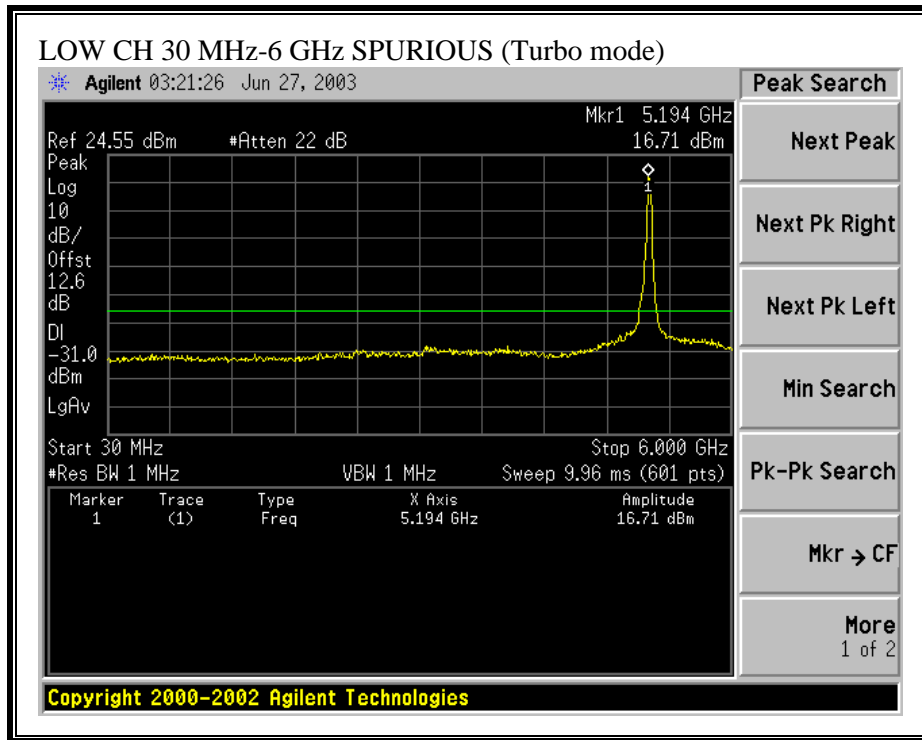 LOW CH 30 MHz-6 GHz SPURIOUS (Turbo mode)
Agilent 03:21:26 Jun 27, 2003
Peak Search
Mkr1 5.194 GHz
Ref 24.55 dBm #Atten 22 dB 16.71 dBm
Peak
Log
10
dB/
Offst
12.6
dB
DI
-31.0
dBm
LgAv
1
Start 30 MHz Stop 6.000 GHz
#Res BW 1 MHz VBW 1 MHz Sweep 9.96 ms (601 pts)
Marker Trace Type X Axis Amplitude
1 (1) Freq 5.194 GHz 16.71 dBm
Next Peak
Next Pk Right
Next Pk Left
Min Search
Pk-Pk Search
Mkr → CF
More
1 of 2
Copyright 2000-2002 Agilent Technologies